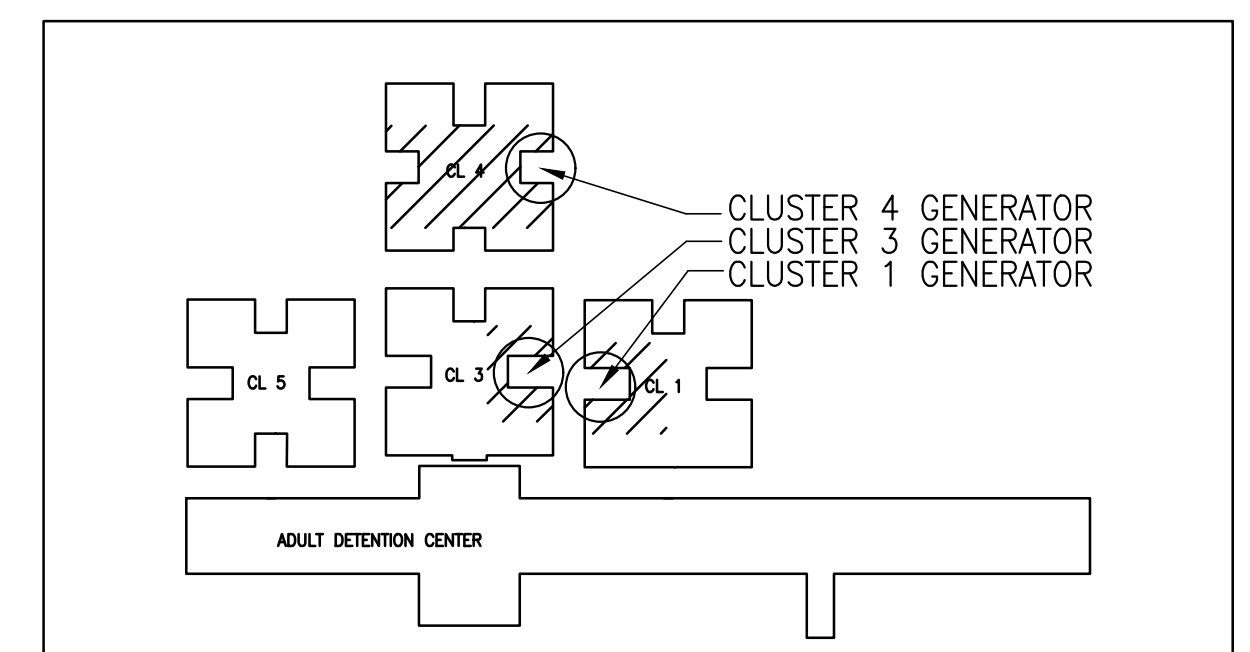 CL 4
CLUSTER 4 GENERATOR
CLUSTER 3 GENERATOR
CLUSTER 1 GENERATOR
CL 5
CL 3
CL 1
ADULT DETENTION CENTER